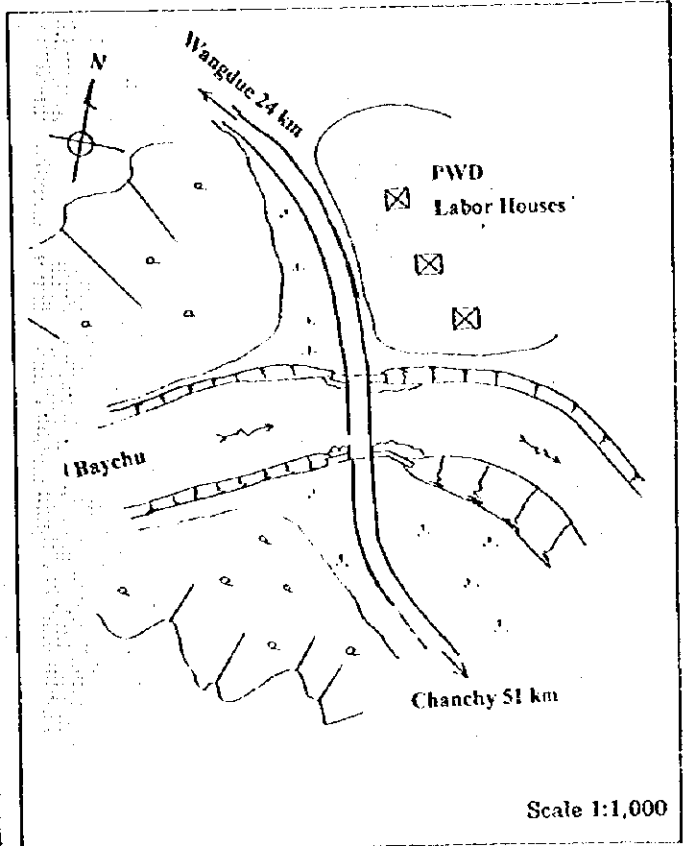 N
Wangdue 24 km
PWD
Labor Houses
Baychu
Chanchy 51 km
Scale 1:1,000